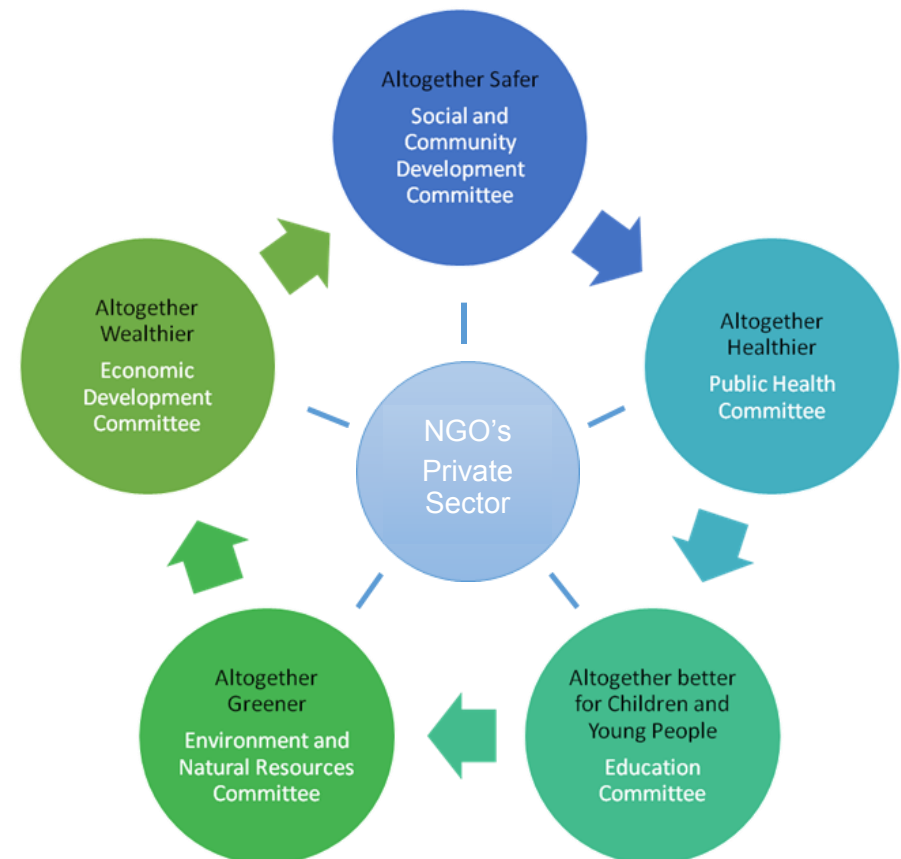 Altogether Safer
Social and
Community
Development
Committee
Altogether
Healthier
Public Health
Committee
Altogether better
for Children and
Young People
Education
Committee
Altogether
Greener
Environment and
Natural Resources
Committee
Altogether
Wealthier
Economic
Development
Committee
NGO’s
Private
Sector